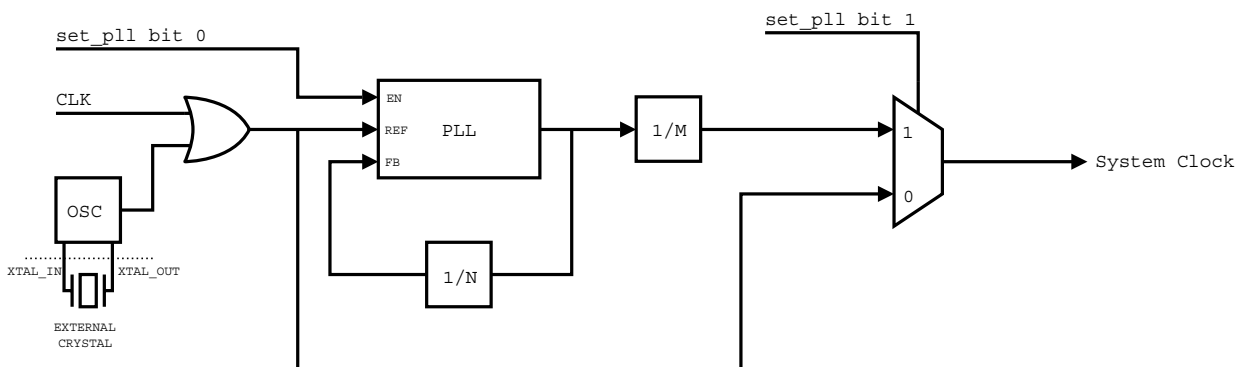 set_pll bit 0
set_pll bit 1
CLK
EN
REF
PLL
FB
1/M
1
0
System Clock
OSC
XTAL_IN
XTAL_OUT
1/N
EXTERNAL
CRYSTAL